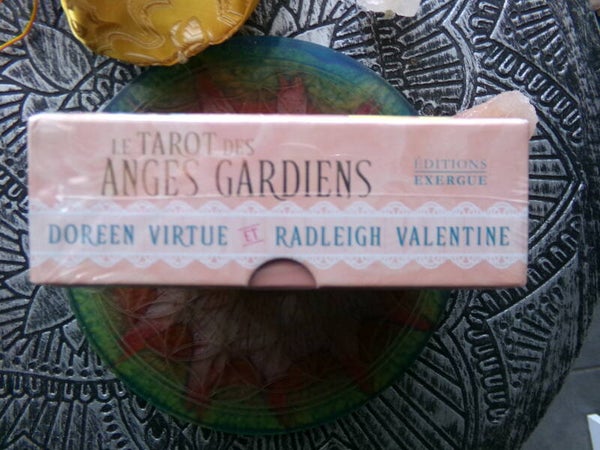 LE TAROT DES
ANGES GARDIENS
ÉDITIONS
EXERGUE
DOREEN VIRTUE ET RADLEIGH VALENTINE